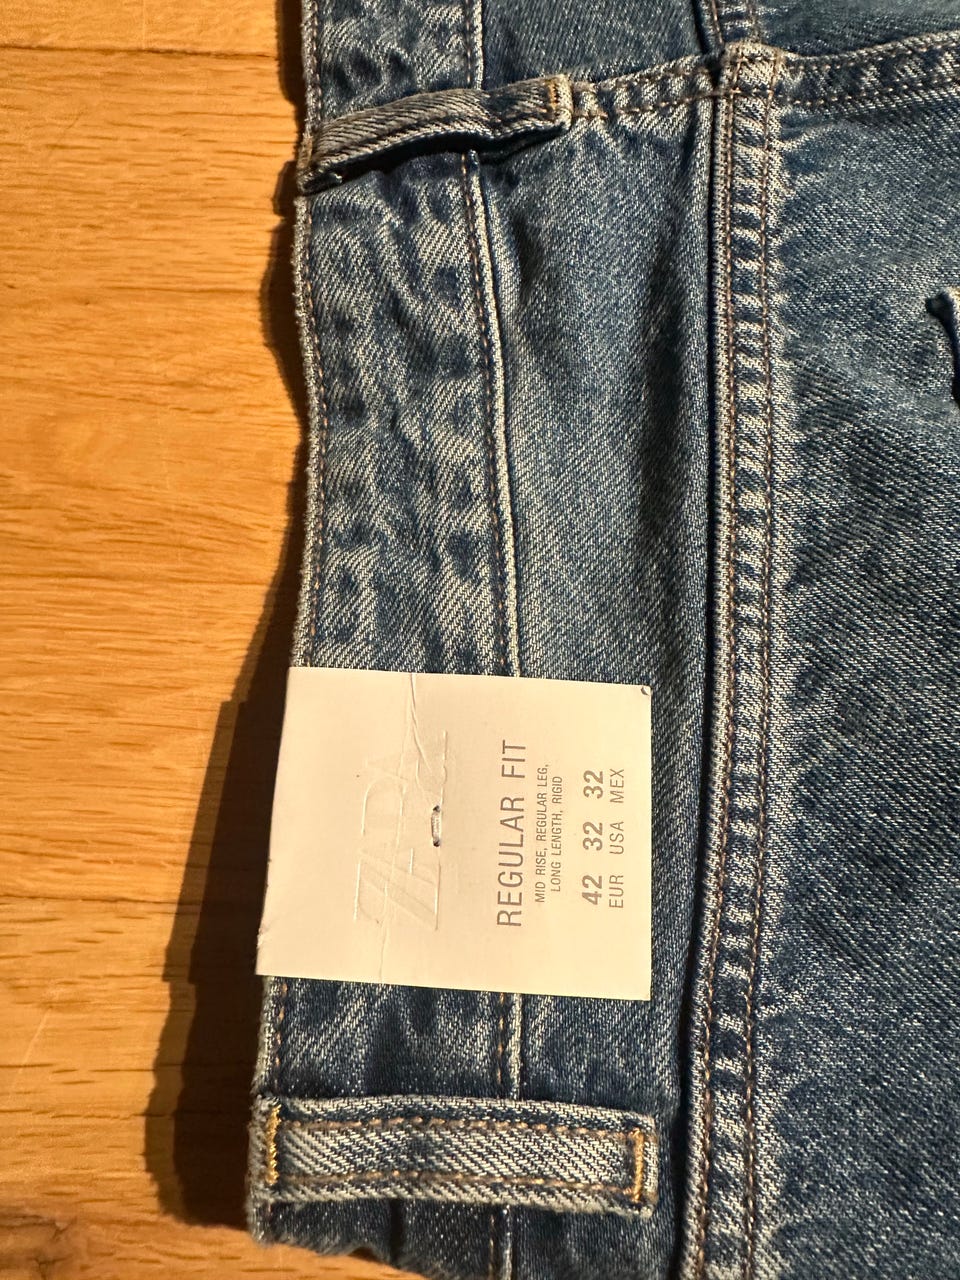 ZARA
REGULAR FIT
MID RISE, REGULAR LEG,
LONG LENGTH, RIGID
42 32 32
EUR USA MEX